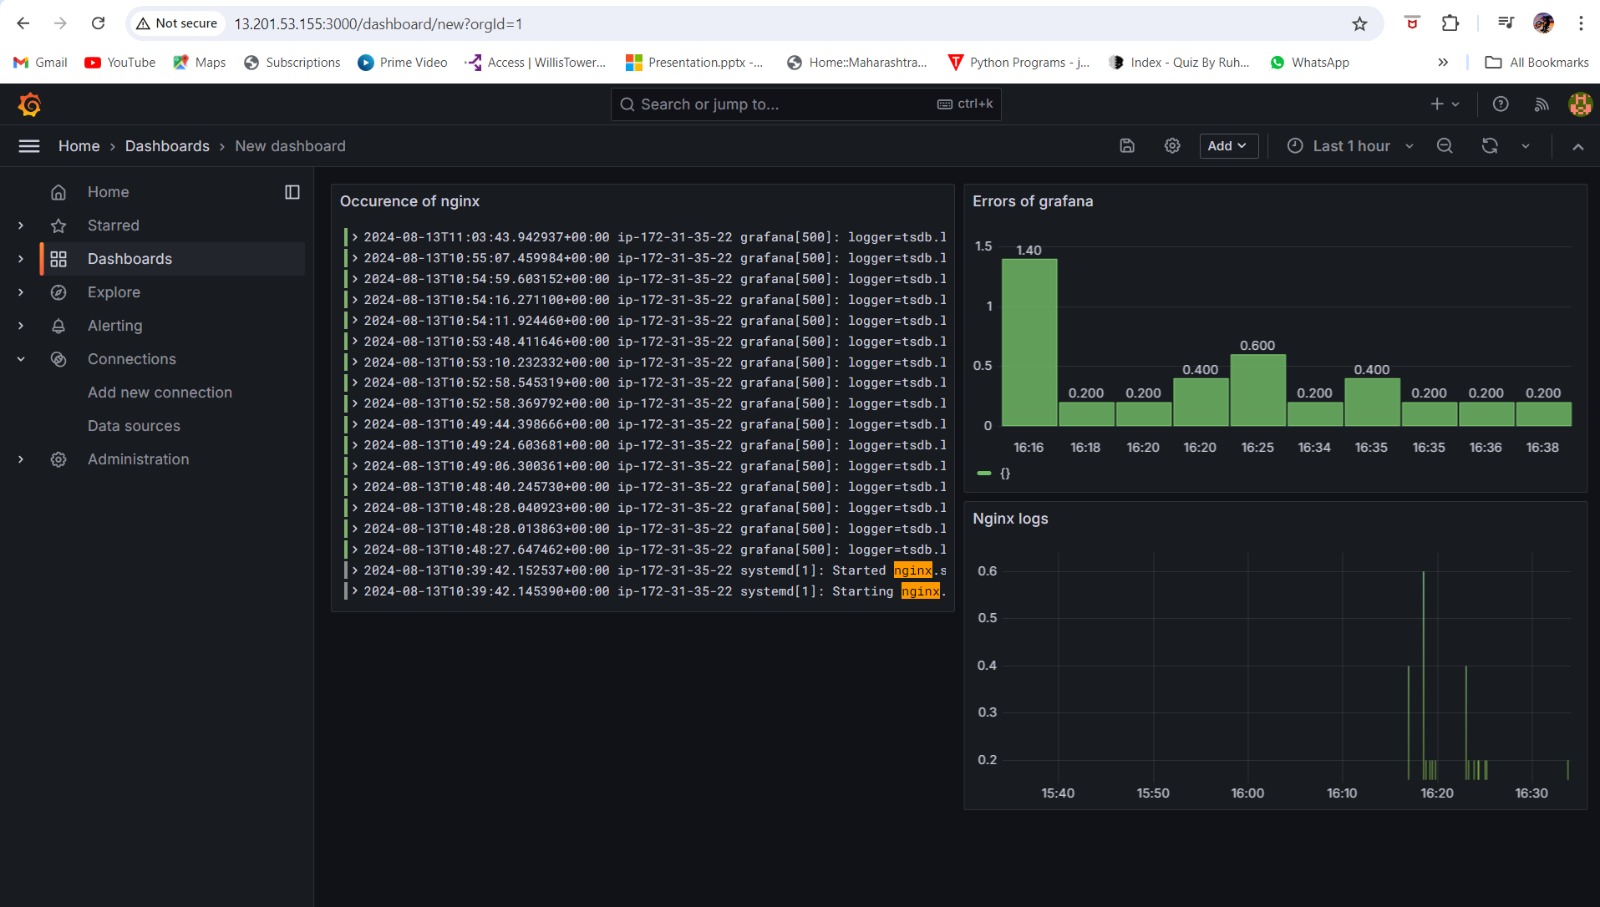 Not secure 13.201.53.155:3000/dashboard/new?orgId=1
Gmail YouTube Maps Subscriptions Prime Video Access | WillisTower... Presentation.pptx -... Home::Maharashtra... Python Programs - j... Index - Quiz By Ruh... WhatsApp » All Bookmarks
Search or jump to... ctrl+k
Home › Dashboards › New dashboard
Add Last 1 hour
Home
Starred
Dashboards
Explore
Alerting
Connections
Add new connection
Data sources
Administration
Occurence of nginx
2024-08-13T11:03:43.942937+00:00 ip-172-31-35-22 grafana[500]: logger=tsdb.l
2024-08-13T10:55:07.459984+00:00 ip-172-31-35-22 grafana[500]: logger=tsdb.l
2024-08-13T10:54:59.603152+00:00 ip-172-31-35-22 grafana[500]: logger=tsdb.l
2024-08-13T10:54:16.271100+00:00 ip-172-31-35-22 grafana[500]: logger=tsdb.l
2024-08-13T10:54:11.924460+00:00 ip-172-31-35-22 grafana[500]: logger=tsdb.l
2024-08-13T10:53:48.411646+00:00 ip-172-31-35-22 grafana[500]: logger=tsdb.l
2024-08-13T10:53:10.232332+00:00 ip-172-31-35-22 grafana[500]: logger=tsdb.l
2024-08-13T10:52:58.545319+00:00 ip-172-31-35-22 grafana[500]: logger=tsdb.l
2024-08-13T10:52:58.369792+00:00 ip-172-31-35-22 grafana[500]: logger=tsdb.l
2024-08-13T10:49:44.398666+00:00 ip-172-31-35-22 grafana[500]: logger=tsdb.l
2024-08-13T10:49:24.603681+00:00 ip-172-31-35-22 grafana[500]: logger=tsdb.l
2024-08-13T10:49:06.300361+00:00 ip-172-31-35-22 grafana[500]: logger=tsdb.l
2024-08-13T10:48:40.245730+00:00 ip-172-31-35-22 grafana[500]: logger=tsdb.l
2024-08-13T10:48:28.040923+00:00 ip-172-31-35-22 grafana[500]: logger=tsdb.l
2024-08-13T10:48:28.013863+00:00 ip-172-31-35-22 grafana[500]: logger=tsdb.l
2024-08-13T10:48:27.647462+00:00 ip-172-31-35-22 grafana[500]: logger=tsdb.l
2024-08-13T10:39:42.152537+00:00 ip-172-31-35-22 systemd[1]: Started nginx.s
2024-08-13T10:39:42.145390+00:00 ip-172-31-35-22 systemd[1]: Starting nginx.
Errors of grafana
1.5
1
0.5
0
1.40 0.200 0.200 0.400 0.600 0.200 0.400 0.200 0.200 0.200
16:16 16:18 16:20 16:20 16:25 16:34 16:35 16:35 16:36 16:38
{}
Nginx logs
0.6
0.5
0.4
0.3
0.2
15:40 15:50 16:00 16:10 16:20 16:30